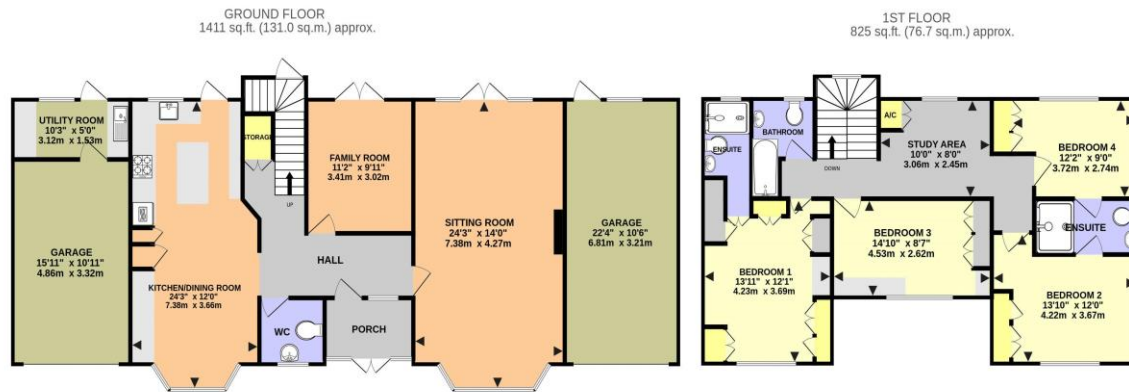 GROUND FLOOR
1411 sq.ft. (131.0 sq.m.) approx.
UTILITY ROOM
10'3" x 5'0"
3.12m x 1.53m
GARAGE
15'11" x 10'11"
4.86m x 3.32m
KITCHEN/DINING ROOM
24'3" x 12'0"
7.38m x 3.66m
STORAGE
UP
FAMILY ROOM
11'2" x 9'11"
3.41m x 3.02m
HALL
WC
PORCH
SITTING ROOM
24'3" x 14'0"
7.38m x 4.27m
GARAGE
22'4" x 10'6"
6.81m x 3.21m
1ST FLOOR
825 sq.ft. (76.7 sq.m.) approx.
ENSUITE
BATHROOM
DOWN
A/C
STUDY AREA
10'0" x 8'0"
3.06m x 2.45m
BEDROOM 4
12'2" x 9'0"
3.72m x 2.74m
BEDROOM 1
13'11" x 12'1"
4.23m x 3.69m
BEDROOM 3
14'10" x 8'7"
4.53m x 2.62m
ENSUITE
BEDROOM 2
13'10" x 12'0"
4.22m x 3.67m